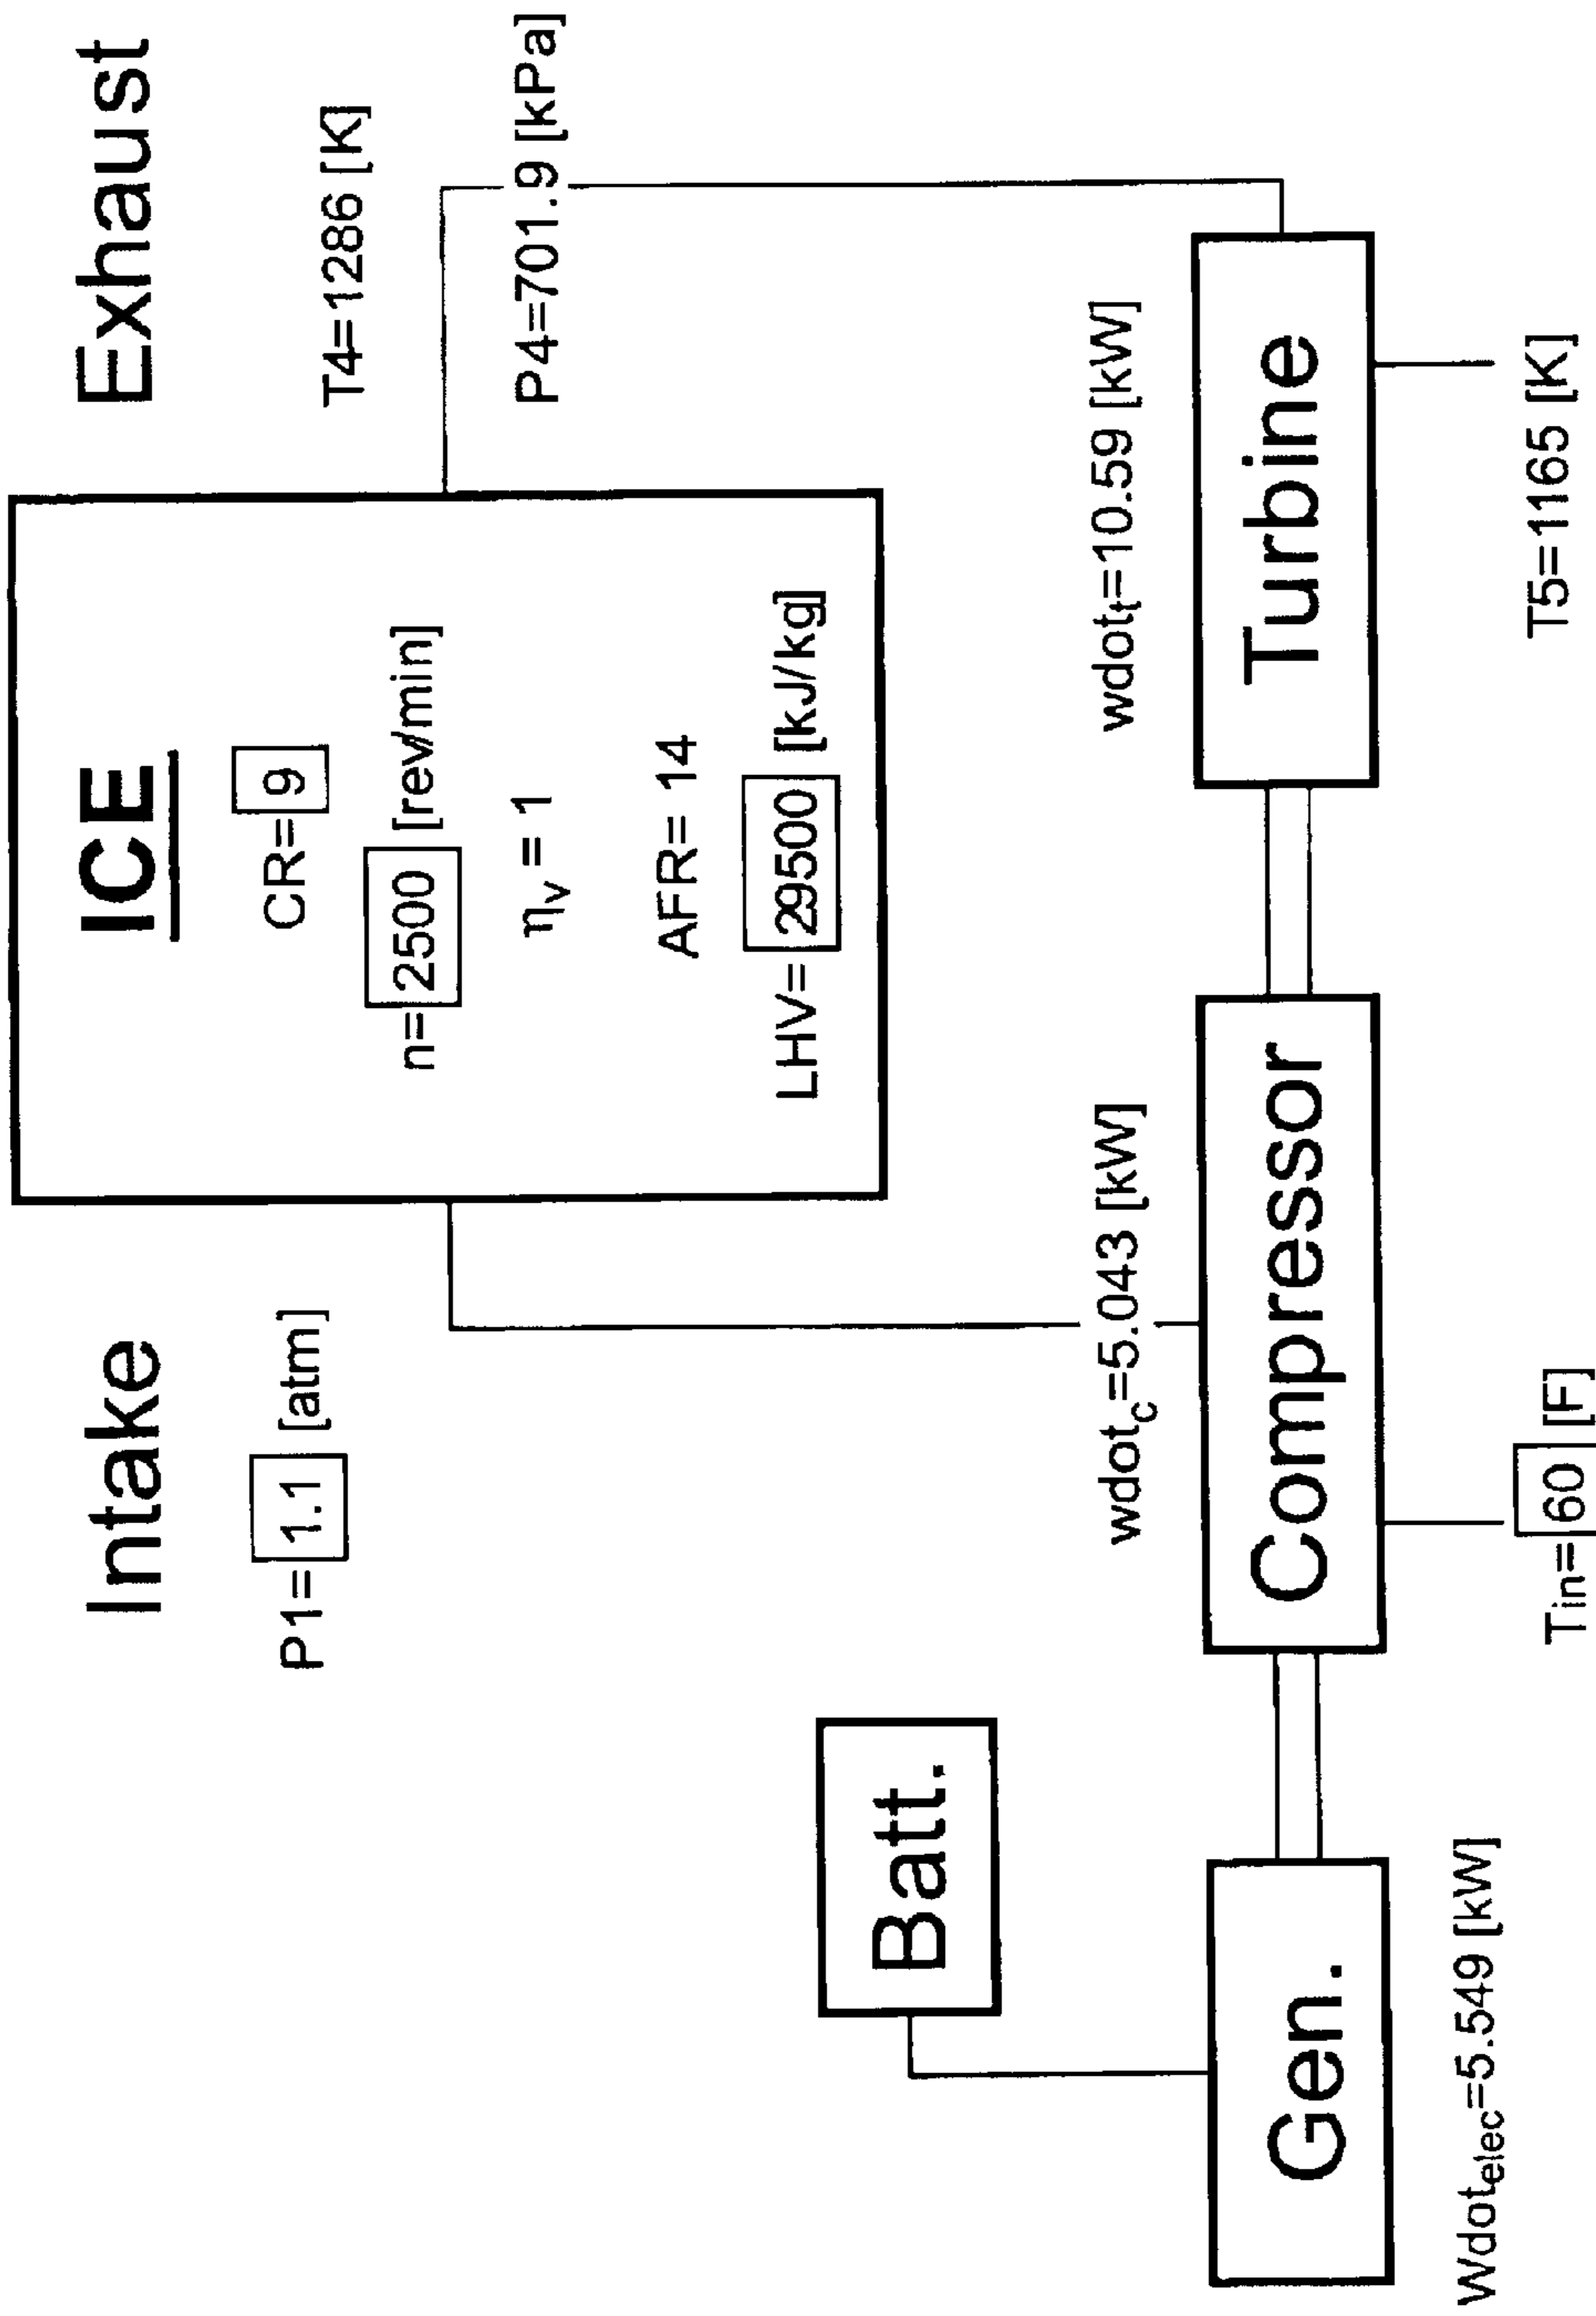 Intake
P1= 1.1 [atm]
ICE
CR= 9
n= 2500 [rev/min]
ηv = 1
AFR= 14
LHV= 29500 [kJ/kg]
Exhaust
T4=1286 [K]
P4=701.9 [kPa]
Batt.
wdotc=5.043 [kW]
wdott=10.59 [kW]
Gen.
Compressor
Turbine
Wdotelec=5.549 [kW]
Tin= 60 [F]
T5=1165 [K]